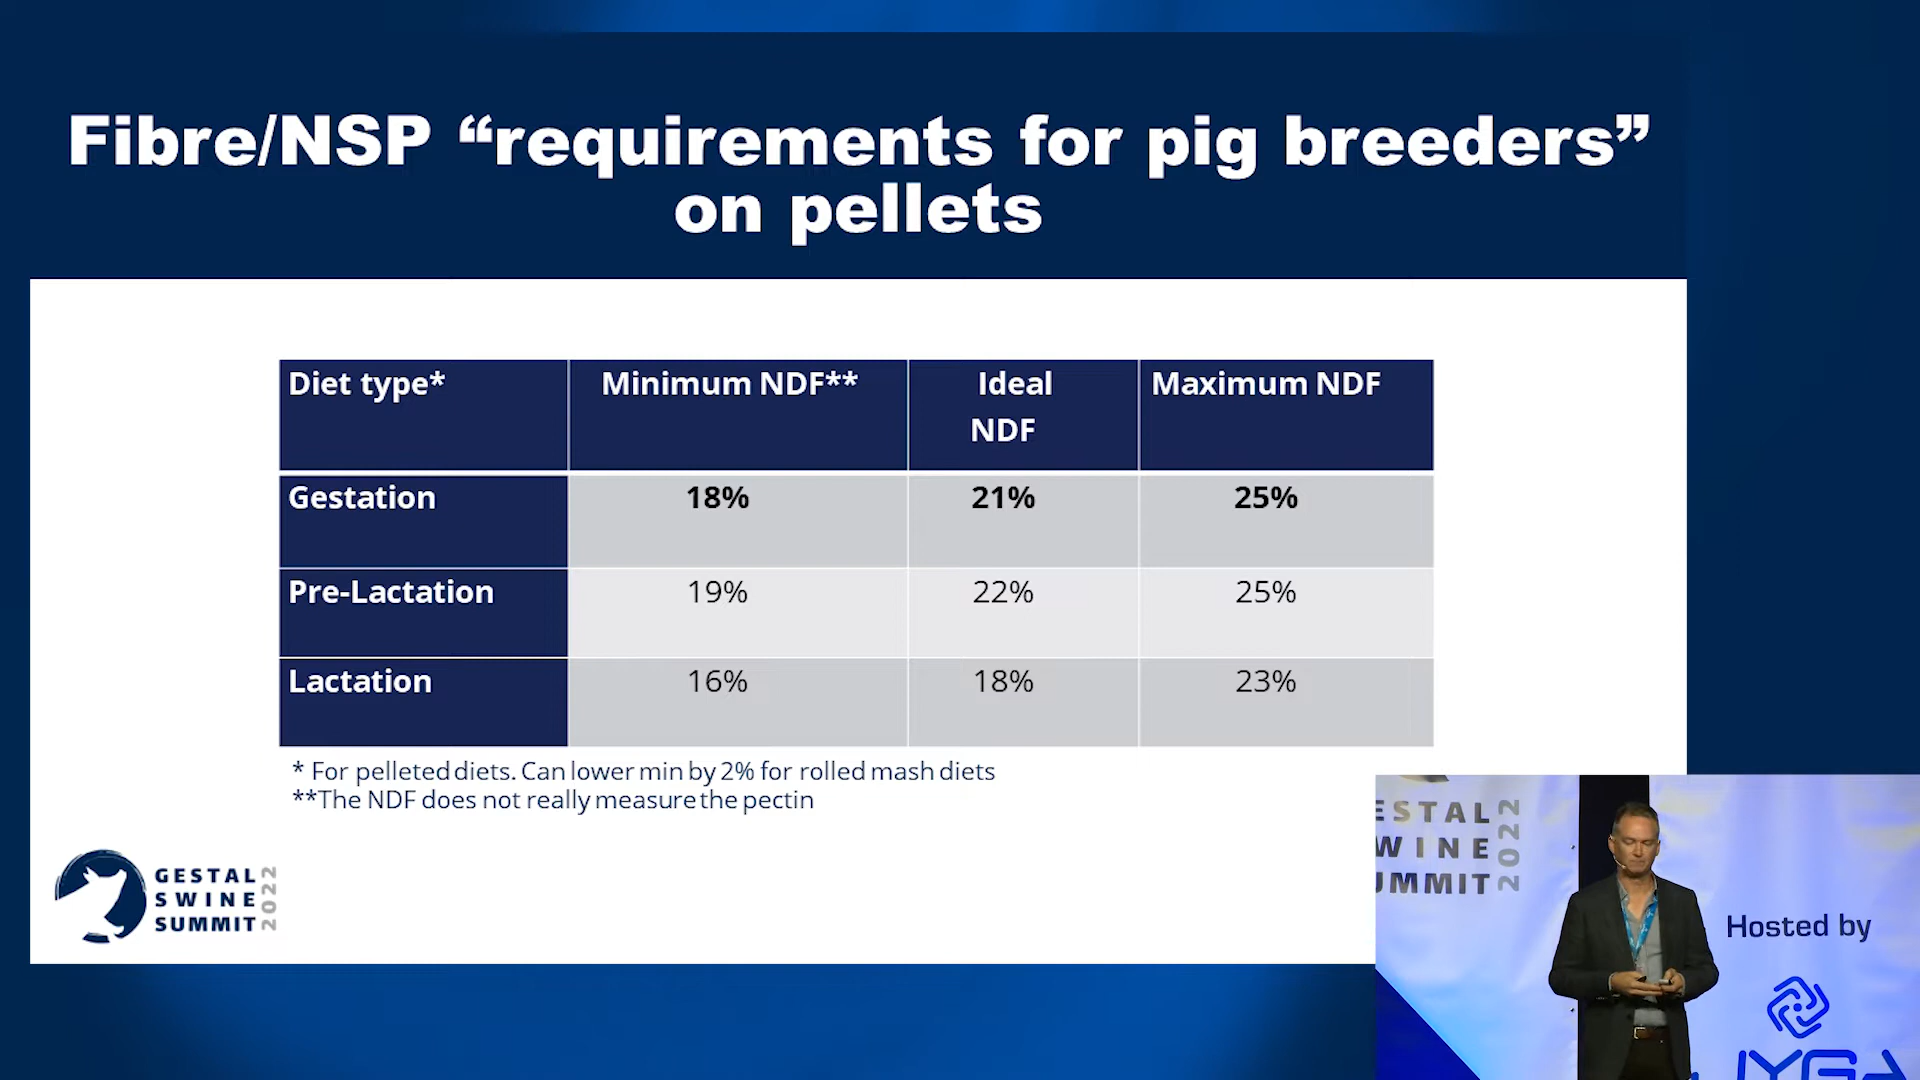 Fibre/NSP “requirements for pig breeders”
on pellets
Diet type* Minimum NDF** Ideal NDF Maximum NDF
Gestation 18% 21% 25%
Pre-Lactation 19% 22% 25%
Lactation 16% 18% 23%
* For pelleted diets. Can lower min by 2% for rolled mash diets
**The NDF does not really measure the pectin
GESTAL
SWINE
SUMMIT
2022
ESTAL
WINE
UMMIT
2022
Hosted by